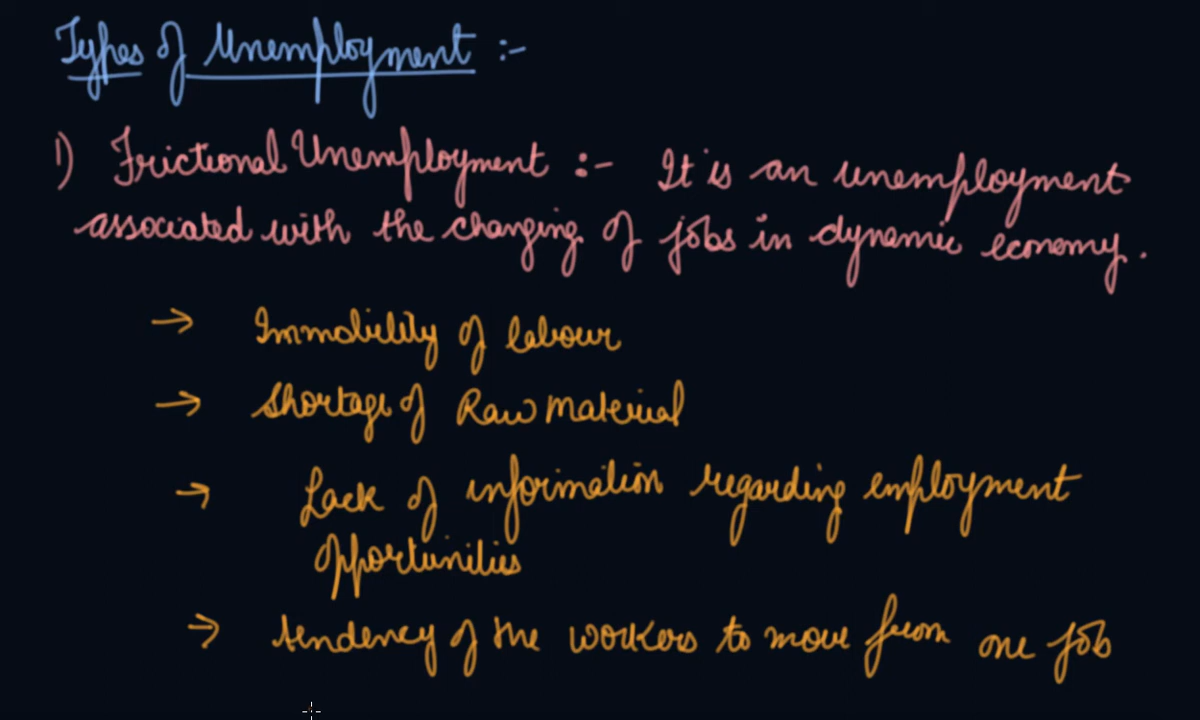 Types of Unemployment :-
1) Frictional Unemployment :- It is an unemployment
associated with the changing of jobs in dynamic economy.
→ Immobility of labour
→ Shortage of Raw Material
→ Lack of information regarding employment
opportunities
→ tendency of the workers to move from one job